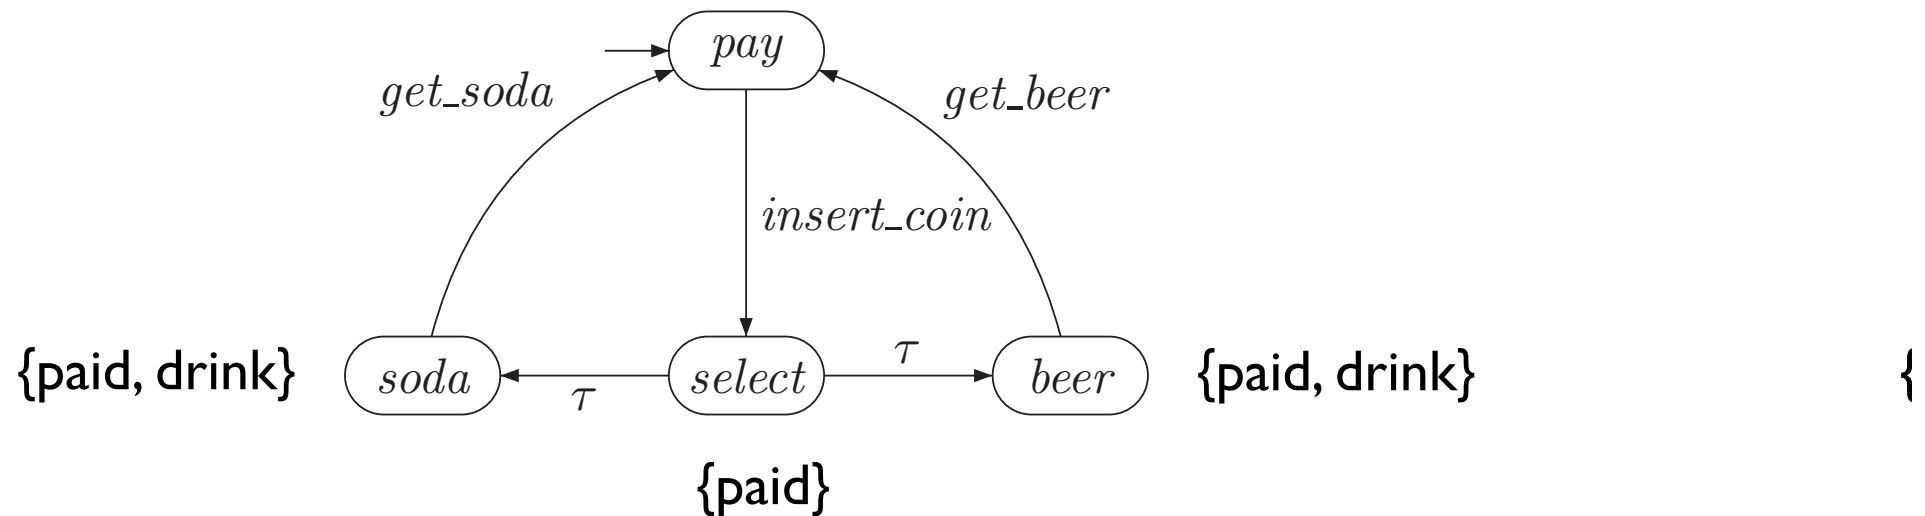 pay
get_soda
get_beer
insert_coin
τ
{paid, drink}
soda
select
beer
{paid, drink}
{
τ
{paid}